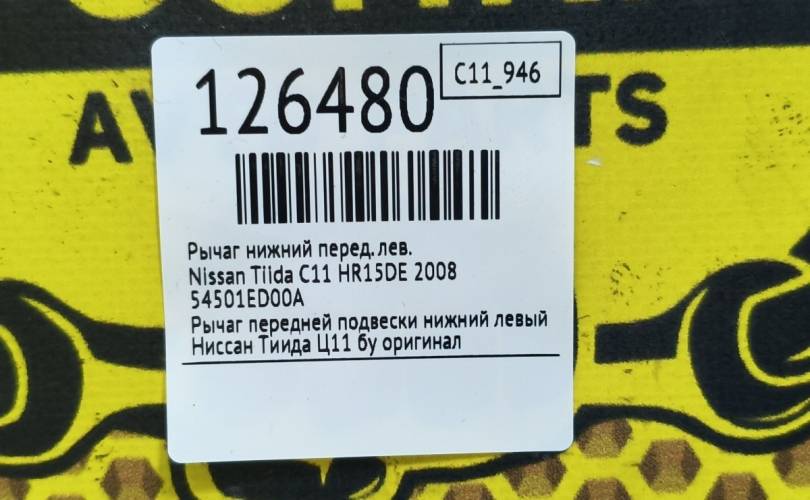 126480
C11_946
TS
Рычаг нижний перед. лев.
Nissan Tiida C11 HR15DE 2008
54501ED00A
Рычаг передней подвески нижний левый
Ниссан Тиида Ц11 бу оригинал